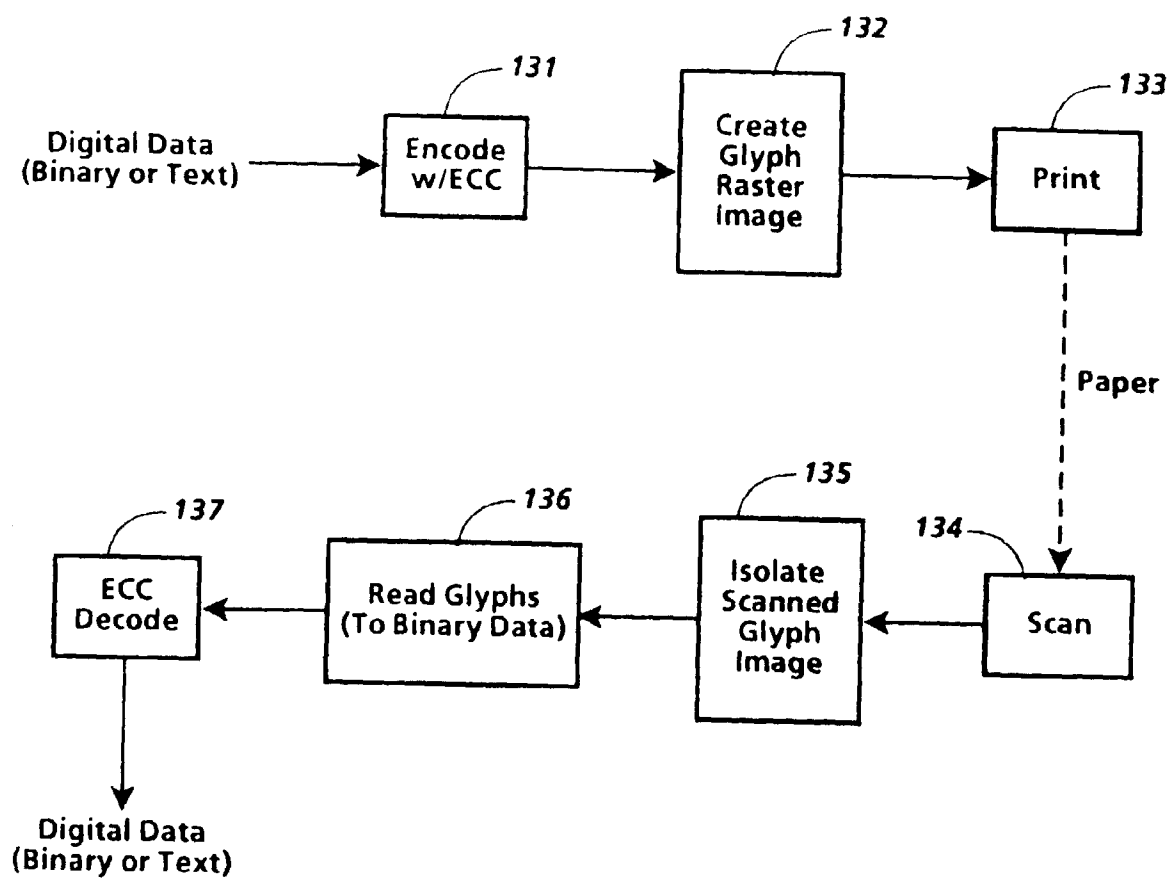 131
132
133
Digital Data
(Binary or Text)
Encode
w/ECC
Create
Glyph
Raster
Image
Print
Paper
137
136
135
134
ECC
Decode
Read Glyphs
(To Binary Data)
Isolate
Scanned
Glyph
Image
Scan
Digital Data
(Binary or Text)